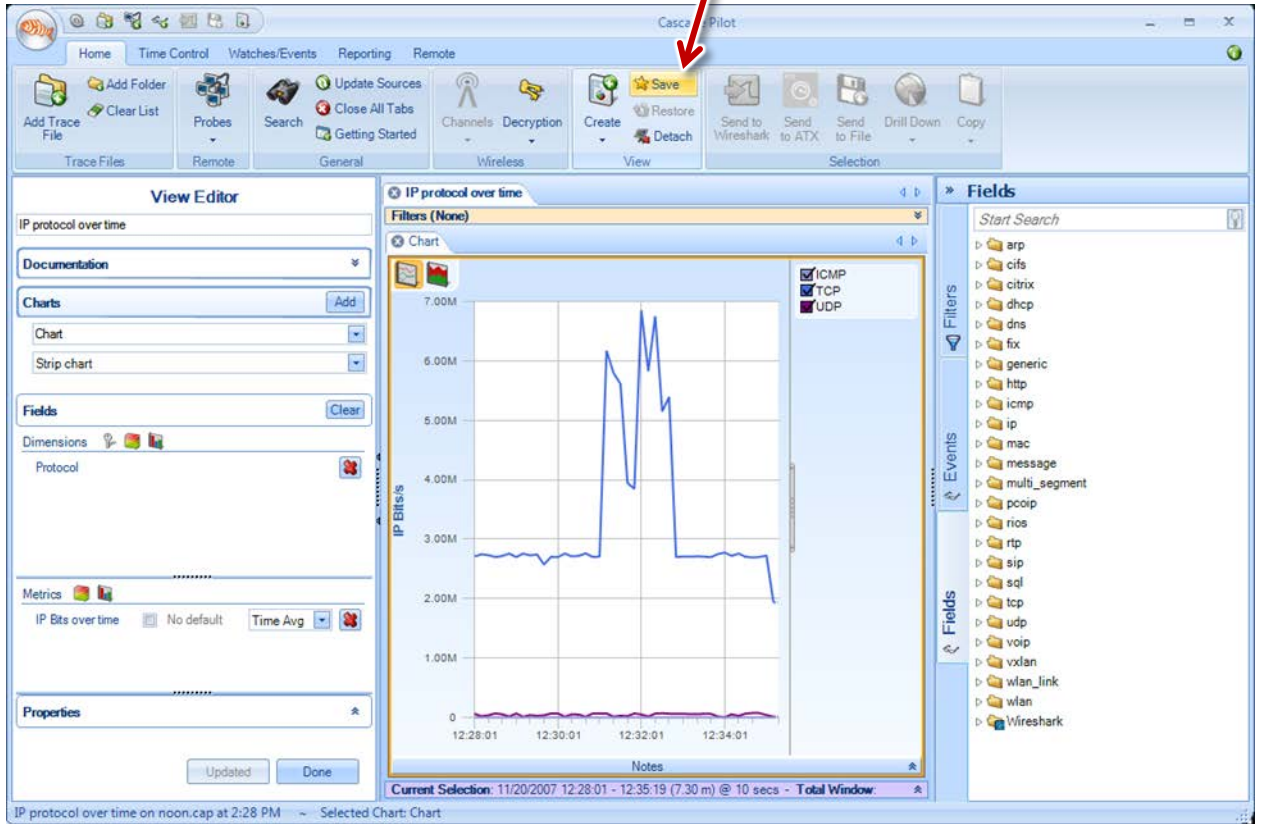 Cascade Pilot
Home Time Control Watches/Events Reporting Remote
Add Trace File
Add Folder
Clear List
Trace Files
Probes
Remote
Search
Update Sources
Close All Tabs
Getting Started
General
Channels
Decryption
Wireless
Create
Save
Restore
Detach
View
Send to Wireshark
Send to ATX
Send to File
Drill Down
Copy
Selection
View Editor
IP protocol over time
Documentation
Charts
Add
Chart
Strip chart
Fields
Clear
Dimensions
Protocol
Metrics
IP Bits over time No default Time Avg
Properties
Updated
Done
IP protocol over time
Filters (None)
Chart
7.00M
6.00M
5.00M
4.00M
3.00M
2.00M
1.00M
0
IP Bits/s
12:28:01 12:30:01 12:32:01 12:34:01
ICMP
TCP
UDP
Notes
Current Selection: 11/20/2007 12:28:01 - 12:35:19 (7.30 m) @ 10 secs - Total Window:
Filters
Events
Fields
Fields
Start Search
arp
cifs
citrix
dhcp
dns
fix
generic
http
icmp
ip
mac
message
multi_segment
pcoip
rios
rtp
sip
sql
tcp
udp
voip
vxlan
wlan_link
wlan
Wireshark
IP protocol over time on noon.cap at 2:28 PM ~ Selected Chart: Chart